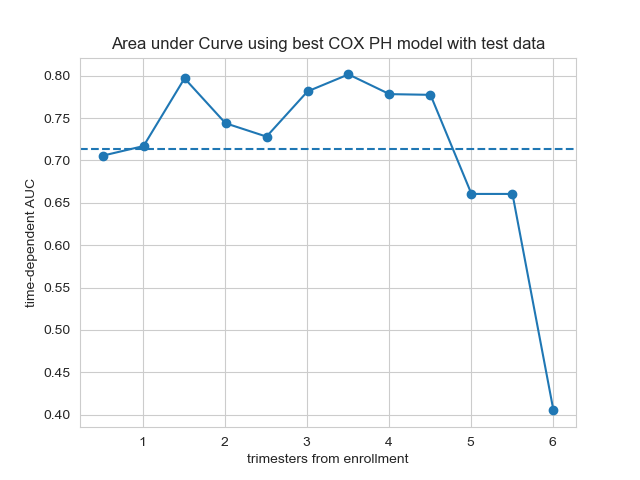 Area under Curve using best COX PH model with test data
time-dependent AUC
0.80
0.75
0.70
0.65
0.60
0.55
0.50
0.45
0.40
1 2 3 4 5 6
trimesters from enrollment